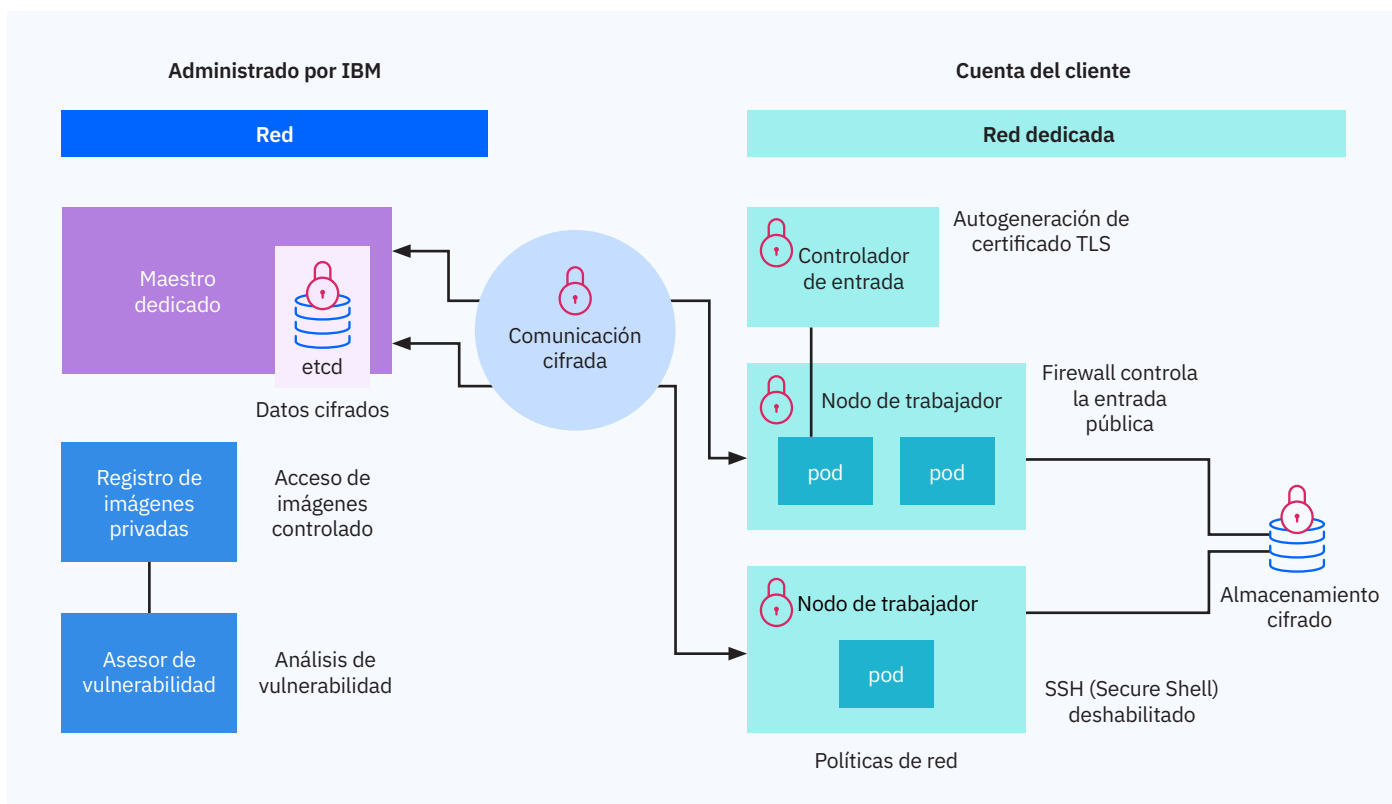 Administrado por IBM
Red
Maestro
dedicado
etcd
Datos cifrados
Registro de
imágenes
privadas
Acceso de
imágenes
controlado
Asesor de
vulnerabilidad
Análisis de
vulnerabilidad
Comunicación
cifrada
Cuenta del cliente
Red dedicada
Controlador
de entrada
Autogeneración de
certificado TLS
Nodo de trabajador
pod
pod
Firewall controla
la entrada
pública
Nodo de trabajador
pod
Almacenamiento
cifrado
SSH (Secure Shell)
deshabilitado
Políticas de red